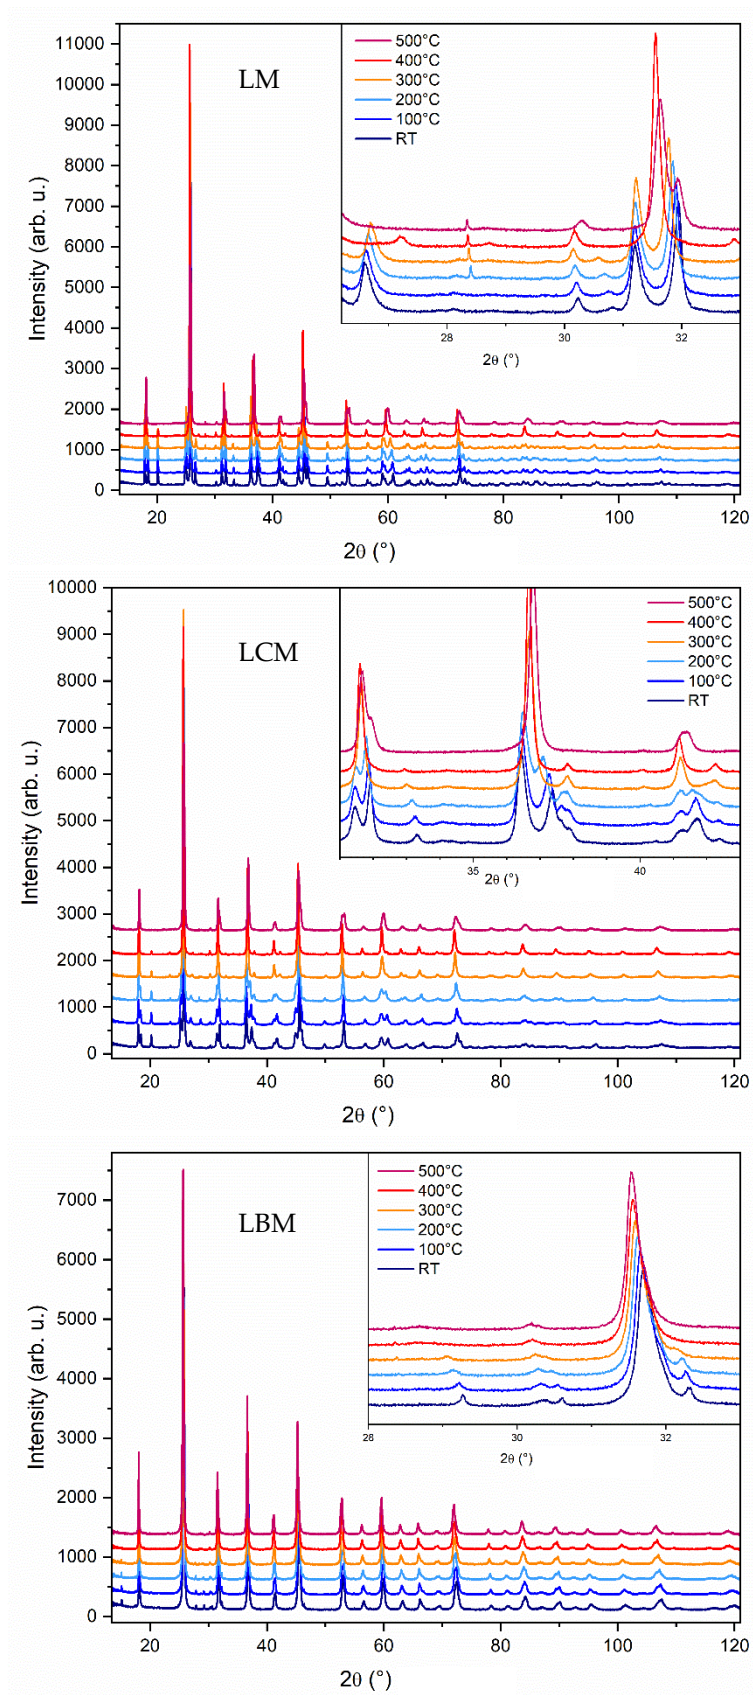 LM
Intensity (arb. u.)
11000
10000
9000
8000
7000
6000
5000
4000
3000
2000
1000
0
20 40 60 80 100 120
2θ (°)
500°C
400°C
300°C
200°C
100°C
RT
28 30 32
2θ (°)
LCM
Intensity (arb. u.)
10000
9000
8000
7000
6000
5000
4000
3000
2000
1000
0
20 40 60 80 100 120
2θ (°)
500°C
400°C
300°C
200°C
100°C
RT
35 40
2θ (°)
LBM
Intensity (arb. u.)
7000
6000
5000
4000
3000
2000
1000
0
20 40 60 80 100 120
2θ (°)
500°C
400°C
300°C
200°C
100°C
RT
28 30 32
2θ (°)